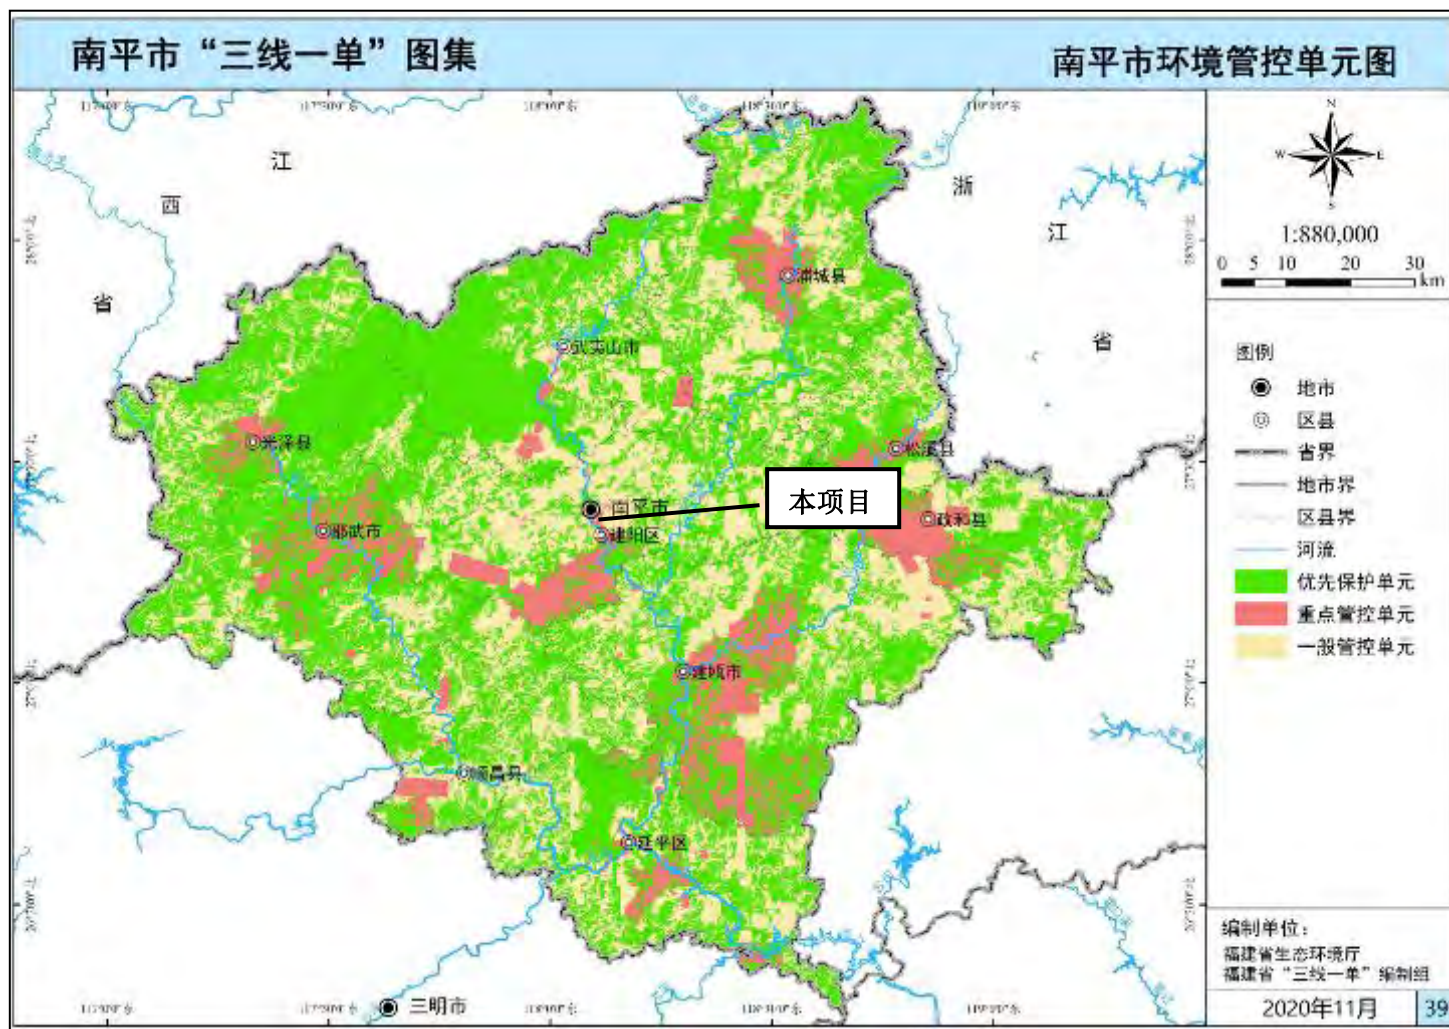 南平市“三线一单”图集
南平市环境管控单元图
江
西
省
浙
江
省
N
W
E
S
1:880,000
0 5 10 20 30
km
浦城县
武夷山市
光泽县
松溪县
南平市
本项目
政和县
邵武市
建阳区
建瓯市
顺昌县
延平区
三明市
图例
地市
区县
省界
地市界
区县界
河流
优先保护单元
重点管控单元
一般管控单元
编制单位：
福建省生态环境厅
福建省“三线一单”编制组
2020年11月
39